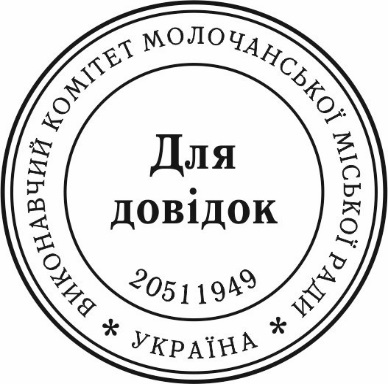 ВИКОНАВЧИЙ КОМІТЕТ МОЛОЧАНСЬКОЇ МІСЬКОЇ РАДИ
* УКРАЇНА *
Для
довідок
20511949